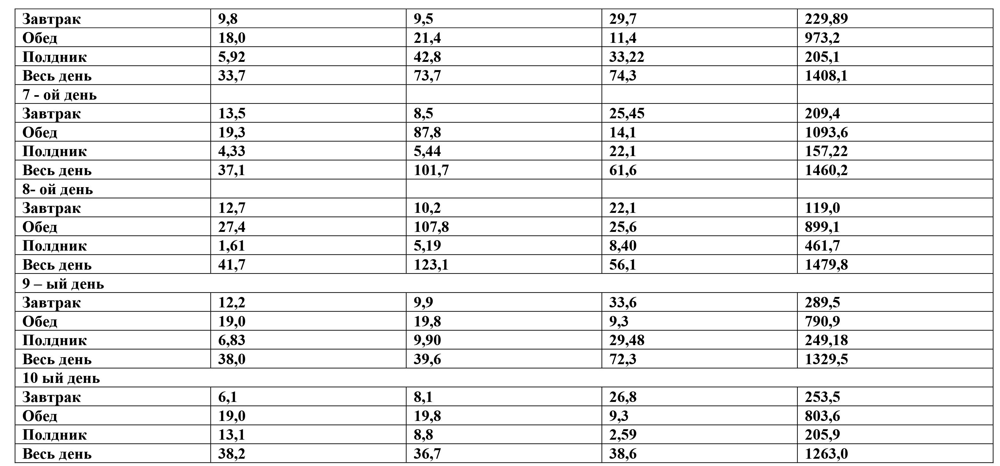 Завтрак 9,8 9,5 29,7 229,89
Обед 18,0 21,4 11,4 973,2
Полдник 5,92 42,8 33,22 205,1
Весь день 33,7 73,7 74,3 1408,1
7 - ой день
Завтрак 13,5 8,5 25,45 209,4
Обед 19,3 87,8 14,1 1093,6
Полдник 4,33 5,44 22,1 157,22
Весь день 37,1 101,7 61,6 1460,2
8- ой день
Завтрак 12,7 10,2 22,1 119,0
Обед 27,4 107,8 25,6 899,1
Полдник 1,61 5,19 8,40 461,7
Весь день 41,7 123,1 56,1 1479,8
9 – ый день
Завтрак 12,2 9,9 33,6 289,5
Обед 19,0 19,8 9,3 790,9
Полдник 6,83 9,90 29,48 249,18
Весь день 38,0 39,6 72,3 1329,5
10 ый день
Завтрак 6,1 8,1 26,8 253,5
Обед 19,0 19,8 9,3 803,6
Полдник 13,1 8,8 2,59 205,9
Весь день 38,2 36,7 38,6 1263,0